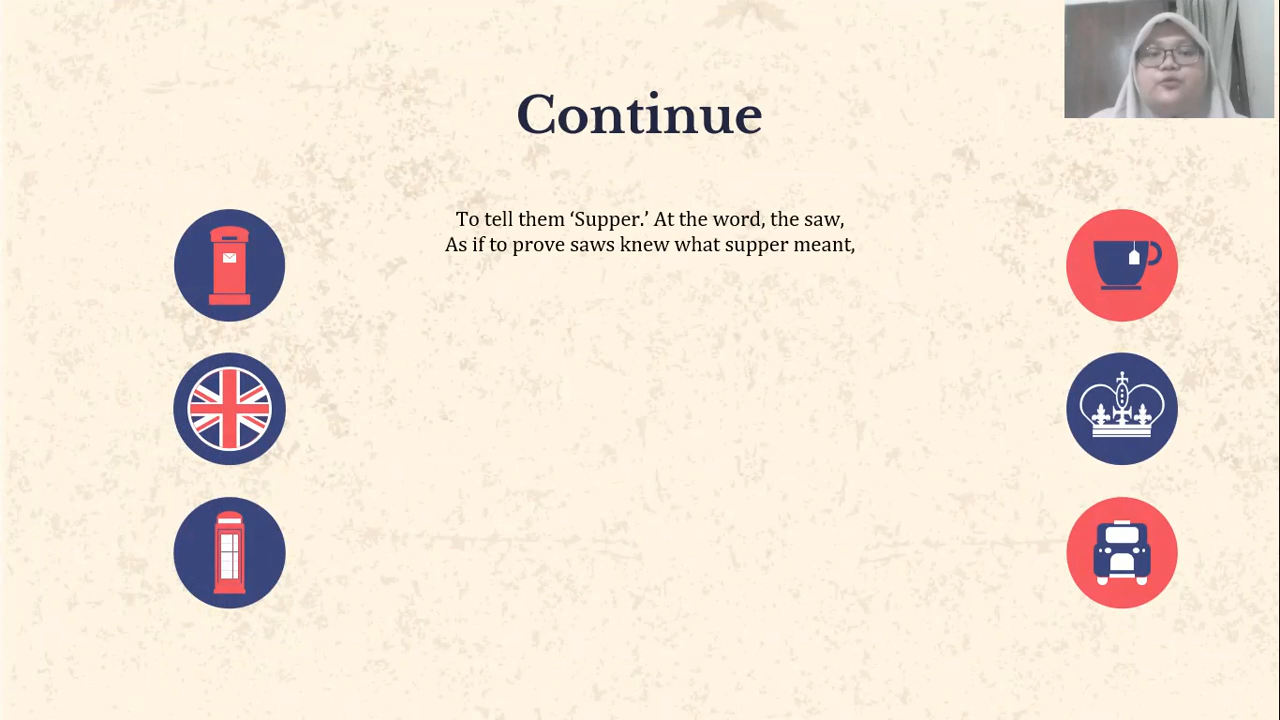 Continue
To tell them ‘Supper.’ At the word, the saw,
As if to prove saws knew what supper meant,